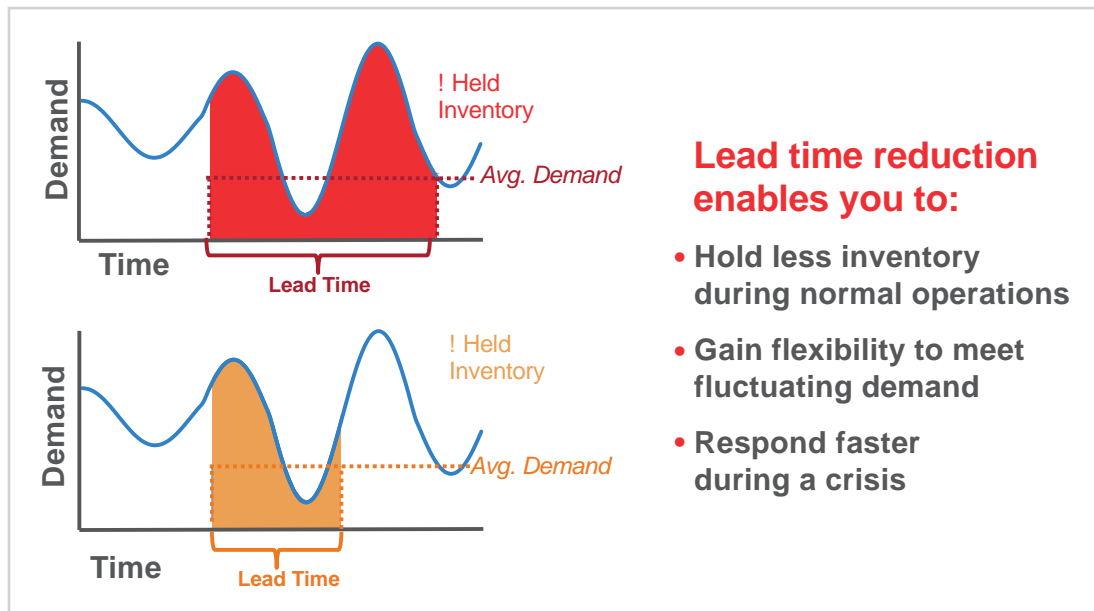 Demand
! Held
Inventory
Avg. Demand
Time
Lead Time
Demand
! Held
Inventory
Avg. Demand
Time
Lead Time
Lead time reduction
enables you to:
• Hold less inventory
during normal operations
• Gain flexibility to meet
fluctuating demand
• Respond faster
during a crisis